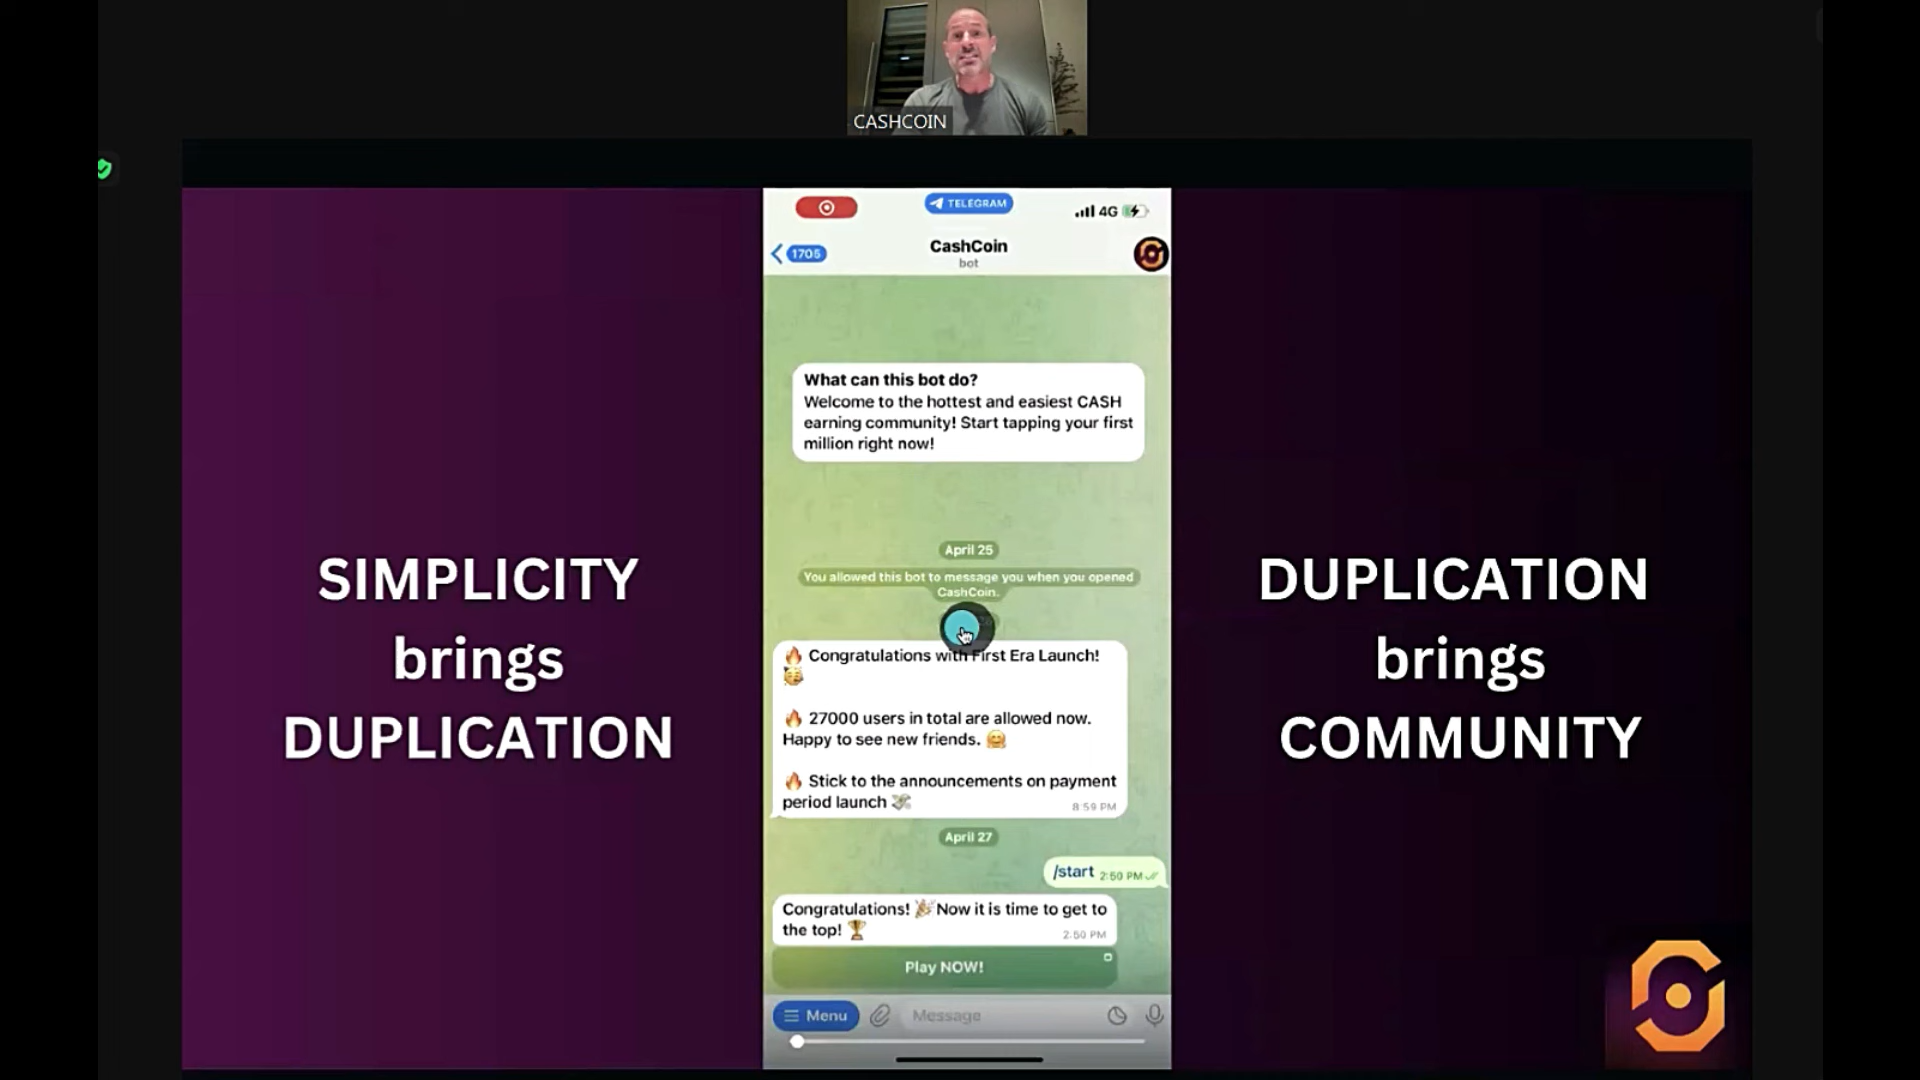 CASHCOIN
TELEGRAM
4G
1705
CashCoin
bot
What can this bot do?
Welcome to the hottest and easiest CASH
earning community! Start tapping your first
million right now!
April 25
You allowed this bot to message you when you opened
CashCoin.
🔥 Congratulations with First Era Launch!
🥳
🔥 27000 users in total are allowed now.
Happy to see new friends. 🤗
🔥 Stick to the announcements on payment
period launch 💸
8:59 PM
April 27
/start 2:50 PM
Congratulations! 🎉Now it is time to get to
the top! 🏆
2:50 PM
Play NOW!
Menu
Message
SIMPLICITY
brings
DUPLICATION
DUPLICATION
brings
COMMUNITY